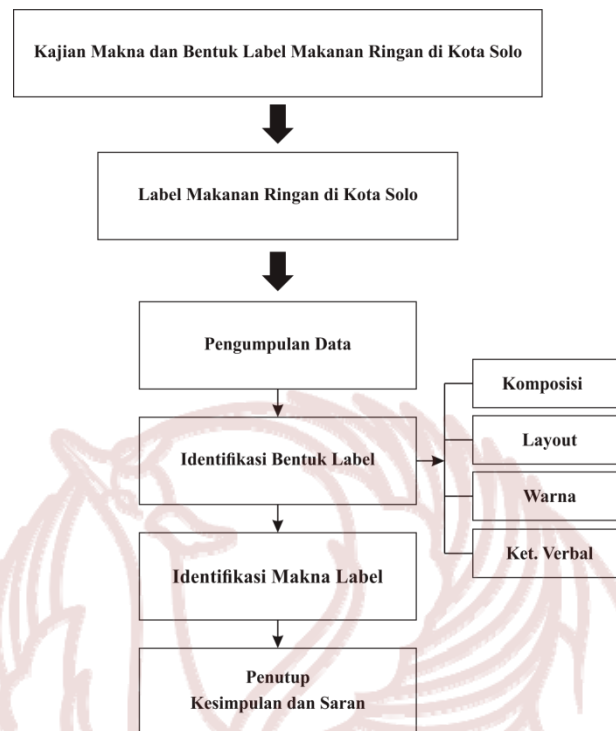 Kajian Makna dan Bentuk Label Makanan Ringan di Kota Solo
Label Makanan Ringan di Kota Solo
Pengumpulan Data
Identifikasi Bentuk Label
Komposisi
Layout
Warna
Ket. Verbal
Identifikasi Makna Label
Penutup
Kesimpulan dan Saran